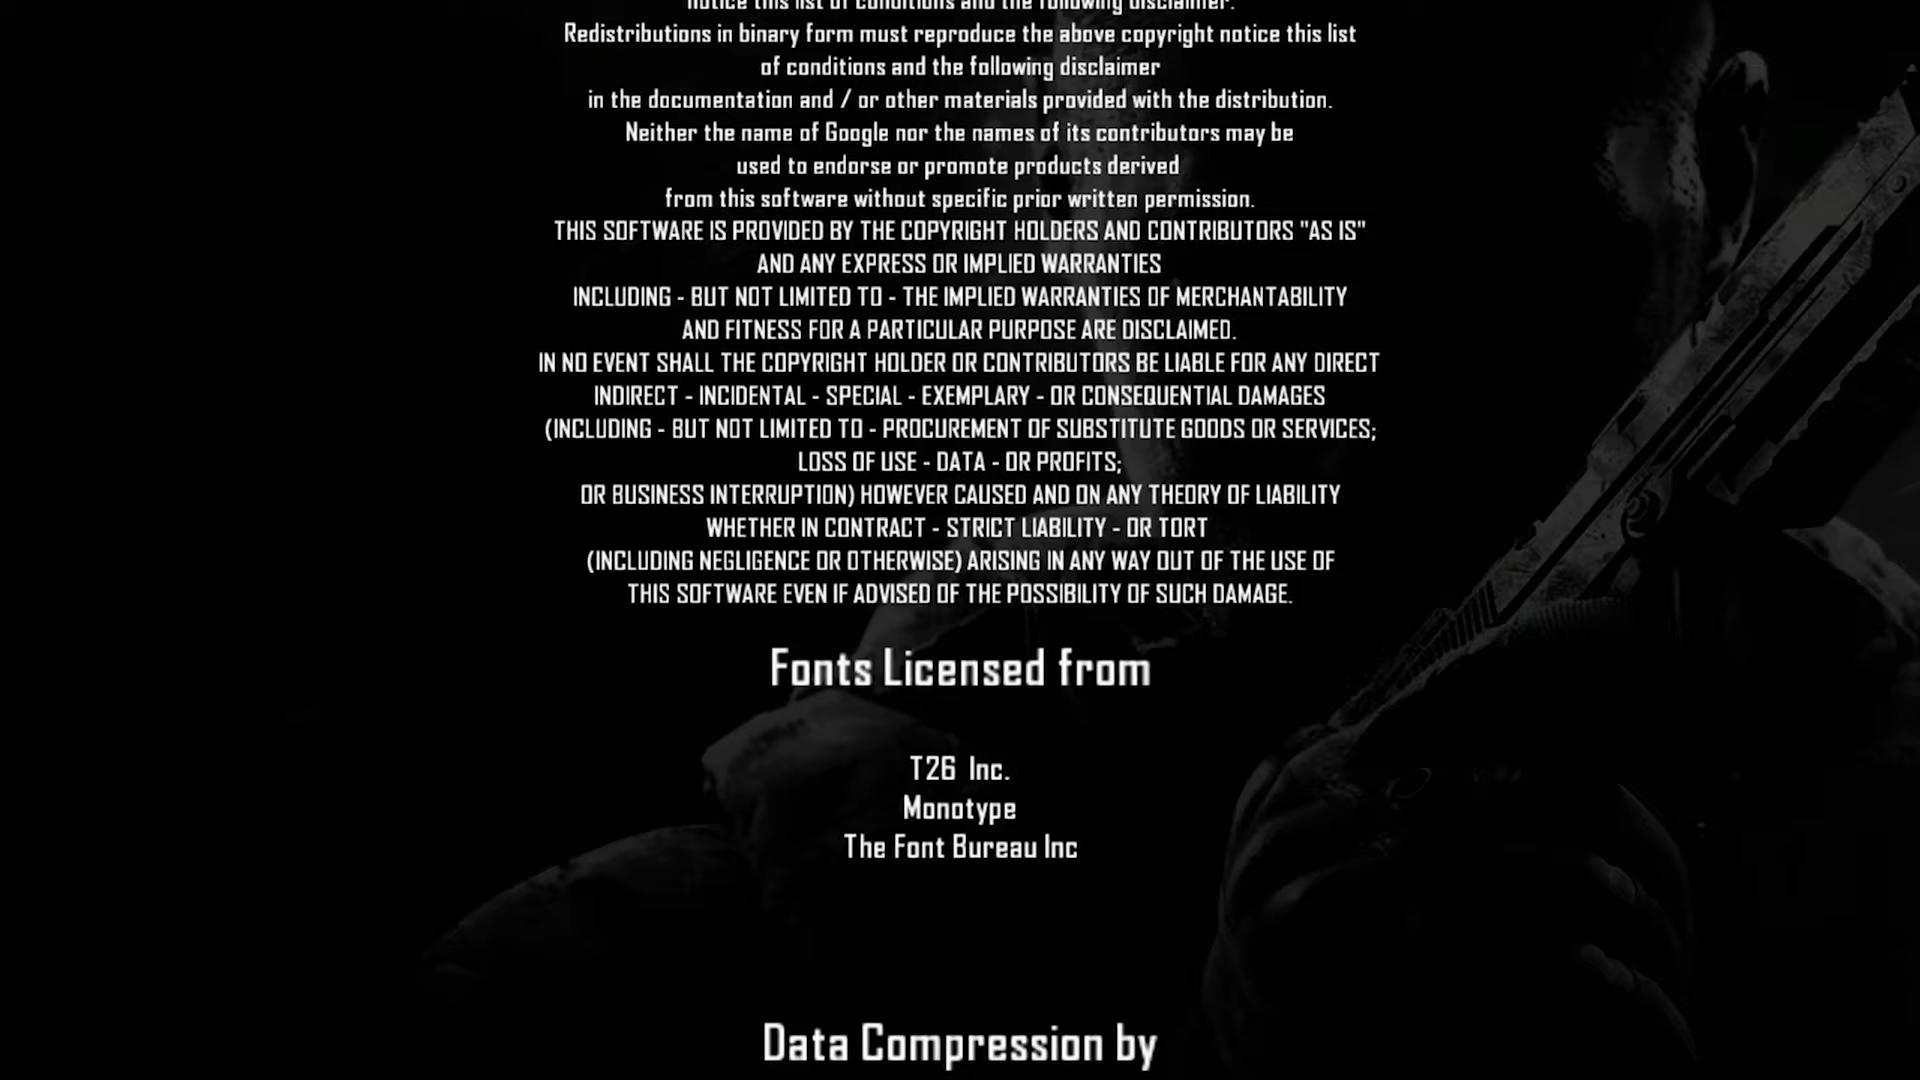 notice this list of conditions and the following disclaimer.
Redistributions in binary form must reproduce the above copyright notice this list
of conditions and the following disclaimer
in the documentation and / or other materials provided with the distribution.
Neither the name of Google nor the names of its contributors may be
used to endorse or promote products derived
from this software without specific prior written permission.
THIS SOFTWARE IS PROVIDED BY THE COPYRIGHT HOLDERS AND CONTRIBUTORS "AS IS"
AND ANY EXPRESS OR IMPLIED WARRANTIES
INCLUDING - BUT NOT LIMITED TO - THE IMPLIED WARRANTIES OF MERCHANTABILITY
AND FITNESS FOR A PARTICULAR PURPOSE ARE DISCLAIMED.
IN NO EVENT SHALL THE COPYRIGHT HOLDER OR CONTRIBUTORS BE LIABLE FOR ANY DIRECT
INDIRECT - INCIDENTAL - SPECIAL - EXEMPLARY - OR CONSEQUENTIAL DAMAGES
(INCLUDING - BUT NOT LIMITED TO - PROCUREMENT OF SUBSTITUTE GOODS OR SERVICES;
LOSS OF USE - DATA - OR PROFITS;
OR BUSINESS INTERRUPTION) HOWEVER CAUSED AND ON ANY THEORY OF LIABILITY
WHETHER IN CONTRACT - STRICT LIABILITY - OR TORT
(INCLUDING NEGLIGENCE OR OTHERWISE) ARISING IN ANY WAY OUT OF THE USE OF
THIS SOFTWARE EVEN IF ADVISED OF THE POSSIBILITY OF SUCH DAMAGE.
Fonts Licensed from
T26 Inc.
Monotype
The Font Bureau Inc
Data Compression by